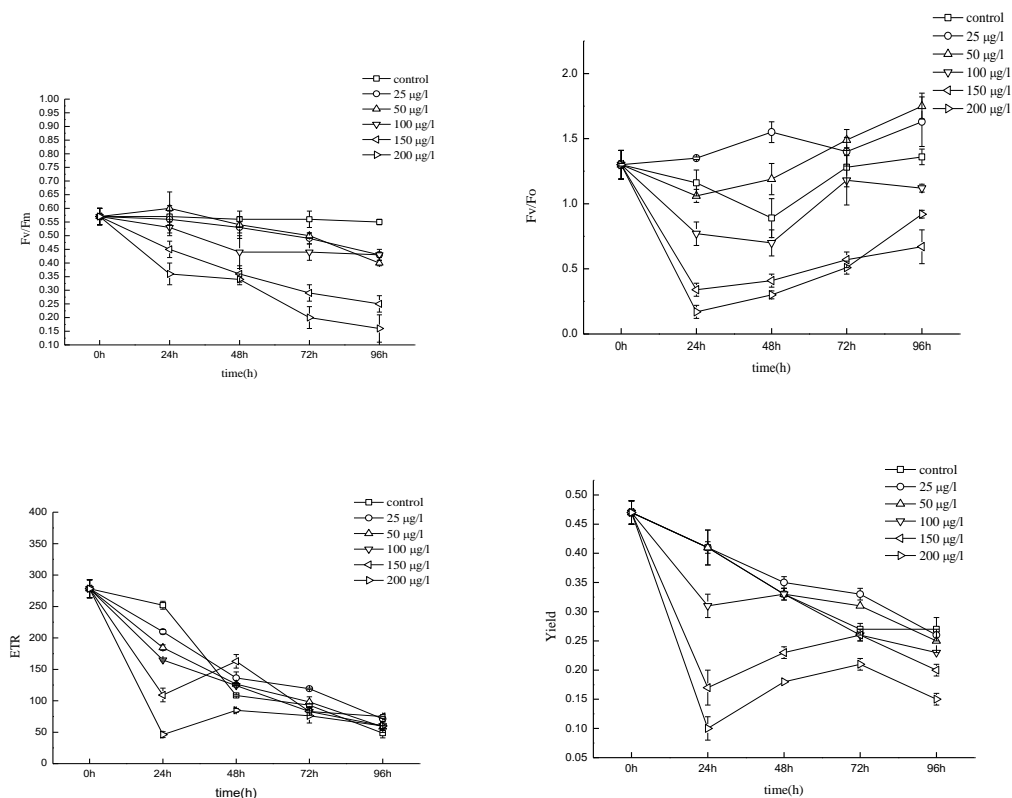 control
25 μg/l
50 μg/l
100 μg/l
150 μg/l
200 μg/l
1.00
0.95
0.90
0.85
0.80
0.75
0.70
0.65
0.60
0.55
0.50
0.45
0.40
0.35
0.30
0.25
0.20
0.15
0.10
Fv/Fm
0h 24h 48h 72h 96h
time(h)
control
25 μg/l
50 μg/l
100 μg/l
150 μg/l
200 μg/l
2.0
1.5
1.0
0.5
0.0
Fv/Fo
0h 24h 48h 72h 96h
time(h)
control
25 μg/l
50 μg/l
100 μg/l
150 μg/l
200 μg/l
400
350
300
250
200
150
100
50
0
ETR
0h 24h 48h 72h 96h
time(h)
control
25 μg/l
50 μg/l
100 μg/l
150 μg/l
200 μg/l
0.50
0.45
0.40
0.35
0.30
0.25
0.20
0.15
0.10
0.05
Yield
0h 24h 48h 72h 96h
time(h)